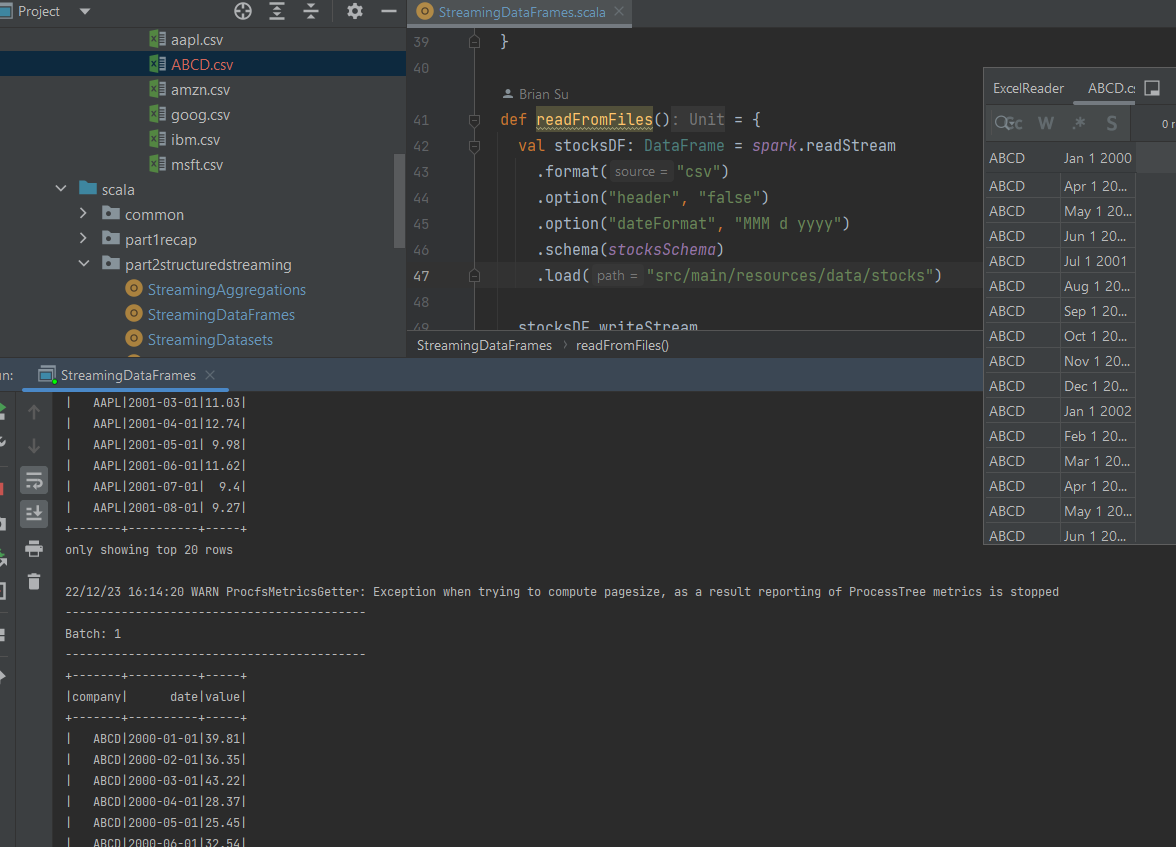 Project
aapl.csv
ABCD.csv
amzn.csv
goog.csv
ibm.csv
msft.csv
scala
common
part1recap
part2structuredstreaming
StreamingAggregations
StreamingDataFrames
StreamingDatasets
StreamingDataFrames.scala
39 }
40
Brian Su
41 def readFromFiles(): Unit = {
42 val stocksDF: DataFrame = spark.readStream
43 .format( source = "csv")
44 .option("header", "false")
45 .option("dateFormat", "MMM d yyyy")
46 .schema(stocksSchema)
47 .load( path = "src/main/resources/data/stocks")
48
49 stocksDF.writeStream
StreamingDataFrames › readFromFiles()
ExcelReader ABCD.cs
Cc W .* S 0 r
ABCD Jan 1 2000
ABCD Apr 1 20...
ABCD May 1 20...
ABCD Jun 1 20...
ABCD Jul 1 2001
ABCD Aug 1 20...
ABCD Sep 1 20...
ABCD Oct 1 20...
ABCD Nov 1 20...
ABCD Dec 1 20...
ABCD Jan 1 2002
ABCD Feb 1 20...
ABCD Mar 1 20...
ABCD Apr 1 20...
ABCD May 1 20...
ABCD Jun 1 20...
un: StreamingDataFrames
| AAPL|2001-03-01|11.03|
| AAPL|2001-04-01|12.74|
| AAPL|2001-05-01| 9.98|
| AAPL|2001-06-01|11.62|
| AAPL|2001-07-01| 9.4|
| AAPL|2001-08-01| 9.27|
+-------+----------+-----+
only showing top 20 rows
22/12/23 16:14:20 WARN ProcfsMetricsGetter: Exception when trying to compute pagesize, as a result reporting of ProcessTree metrics is stopped
-------------------------------------------
Batch: 1
-------------------------------------------
+-------+----------+-----+
|company| date|value|
+-------+----------+-----+
| ABCD|2000-01-01|39.81|
| ABCD|2000-02-01|36.35|
| ABCD|2000-03-01|43.22|
| ABCD|2000-04-01|28.37|
| ABCD|2000-05-01|25.45|
| ABCD|2000-06-01|32.54|